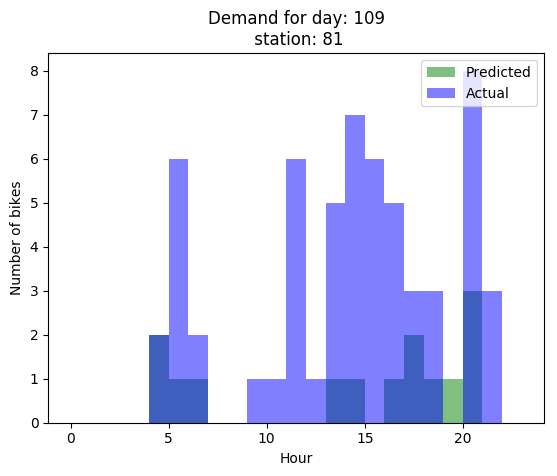 Demand for day: 109
station: 81
Predicted
Actual
Number of bikes
8
7
6
5
4
3
2
1
0
0 5 10 15 20
Hour